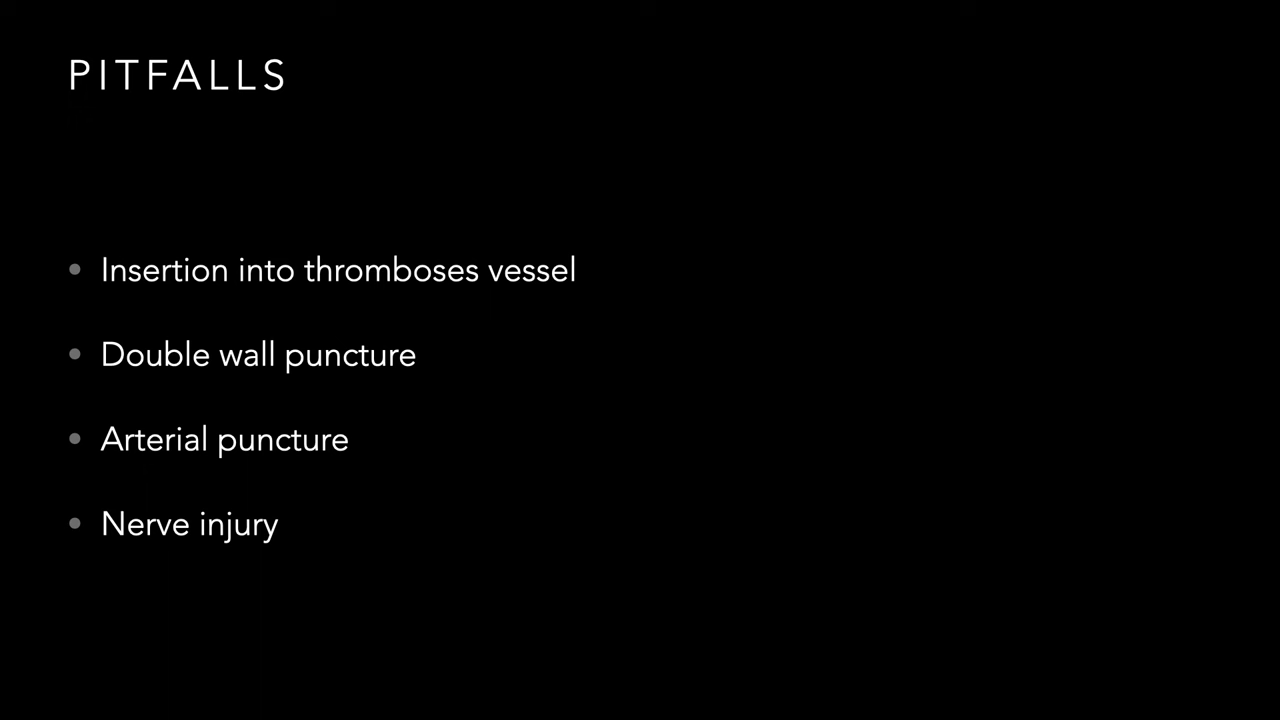 PITFALLS
• Insertion into thromboses vessel
• Double wall puncture
• Arterial puncture
• Nerve injury